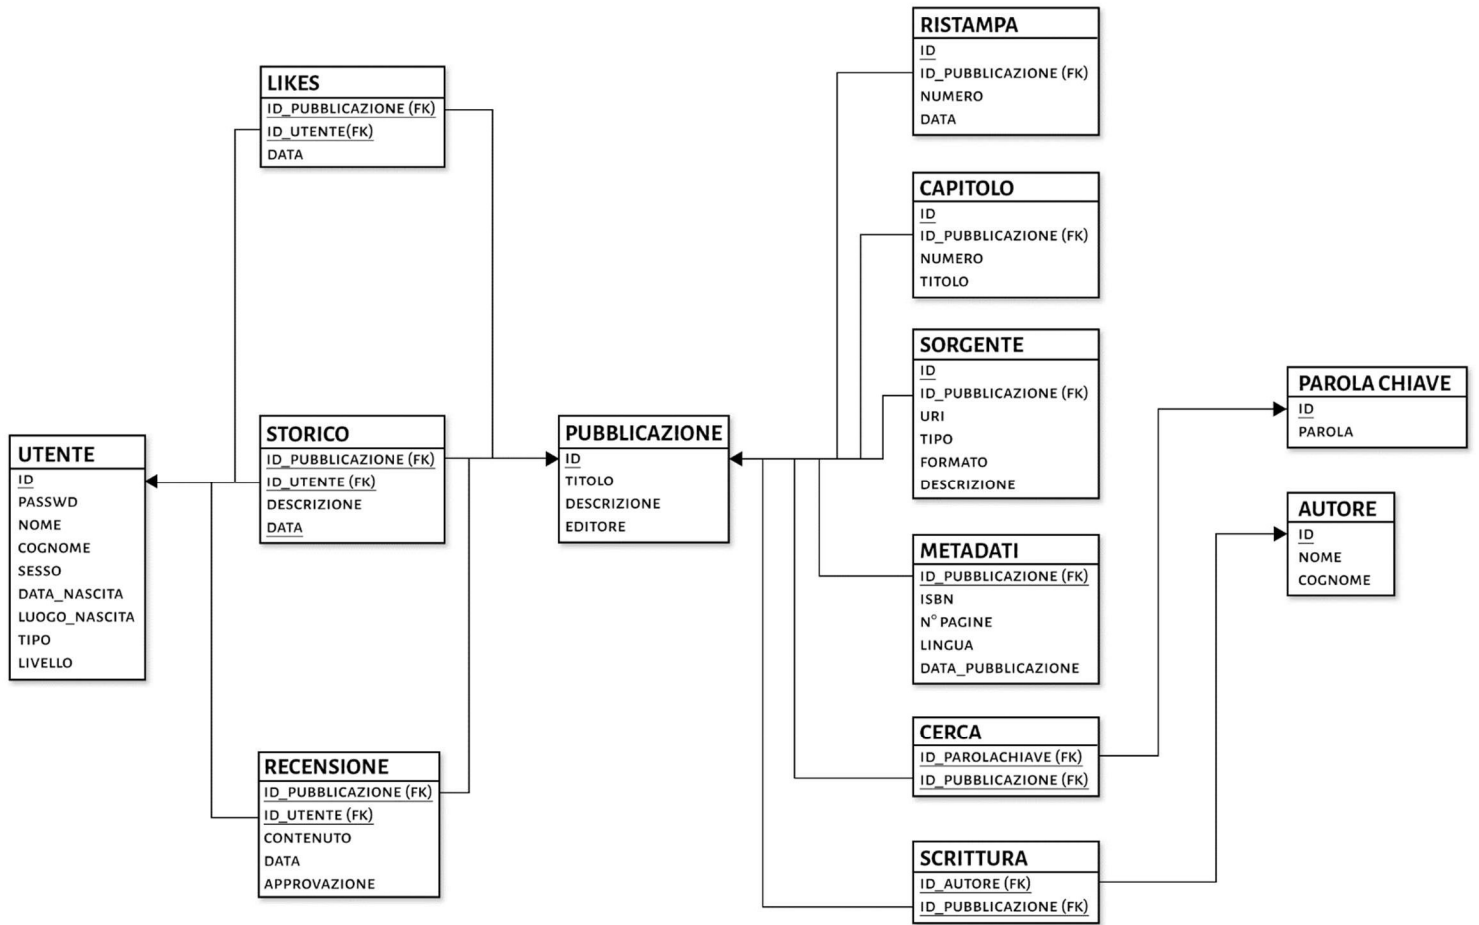 UTENTE
ID
PASSWD
NOME
COGNOME
SESSO
DATA_NASCITA
LUOGO_NASCITA
TIPO
LIVELLO
LIKES
ID_PUBBLICAZIONE (FK)
ID_UTENTE(FK)
DATA
STORICO
ID_PUBBLICAZIONE (FK)
ID_UTENTE (FK)
DESCRIZIONE
DATA
RECENSIONE
ID_PUBBLICAZIONE (FK)
ID_UTENTE (FK)
CONTENUTO
DATA
APPROVAZIONE
PUBBLICAZIONE
ID
TITOLO
DESCRIZIONE
EDITORE
RISTAMPA
ID
ID_PUBBLICAZIONE (FK)
NUMERO
DATA
CAPITOLO
ID
ID_PUBBLICAZIONE (FK)
NUMERO
TITOLO
SORGENTE
ID
ID_PUBBLICAZIONE (FK)
URI
TIPO
FORMATO
DESCRIZIONE
METADATI
ID_PUBBLICAZIONE (FK)
ISBN
N° PAGINE
LINGUA
DATA_PUBBLICAZIONE
CERCA
ID_PAROLACHIAVE (FK)
ID_PUBBLICAZIONE (FK)
SCRITTURA
ID_AUTORE (FK)
ID_PUBBLICAZIONE (FK)
PAROLA CHIAVE
ID
PAROLA
AUTORE
ID
NOME
COGNOME